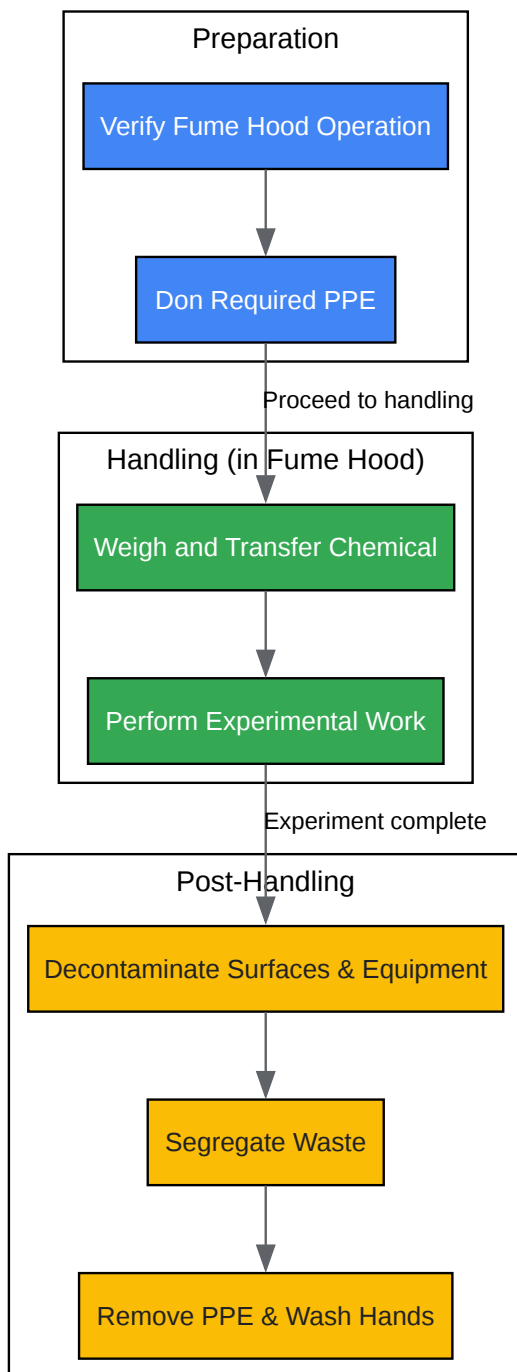 Preparation
Verify Fume Hood Operation
Don Required PPE
Proceed to handling
Handling (in Fume Hood)
Weigh and Transfer Chemical
Perform Experimental Work
Experiment complete
Post-Handling
Decontaminate Surfaces & Equipment
Segregate Waste
Remove PPE & Wash Hands